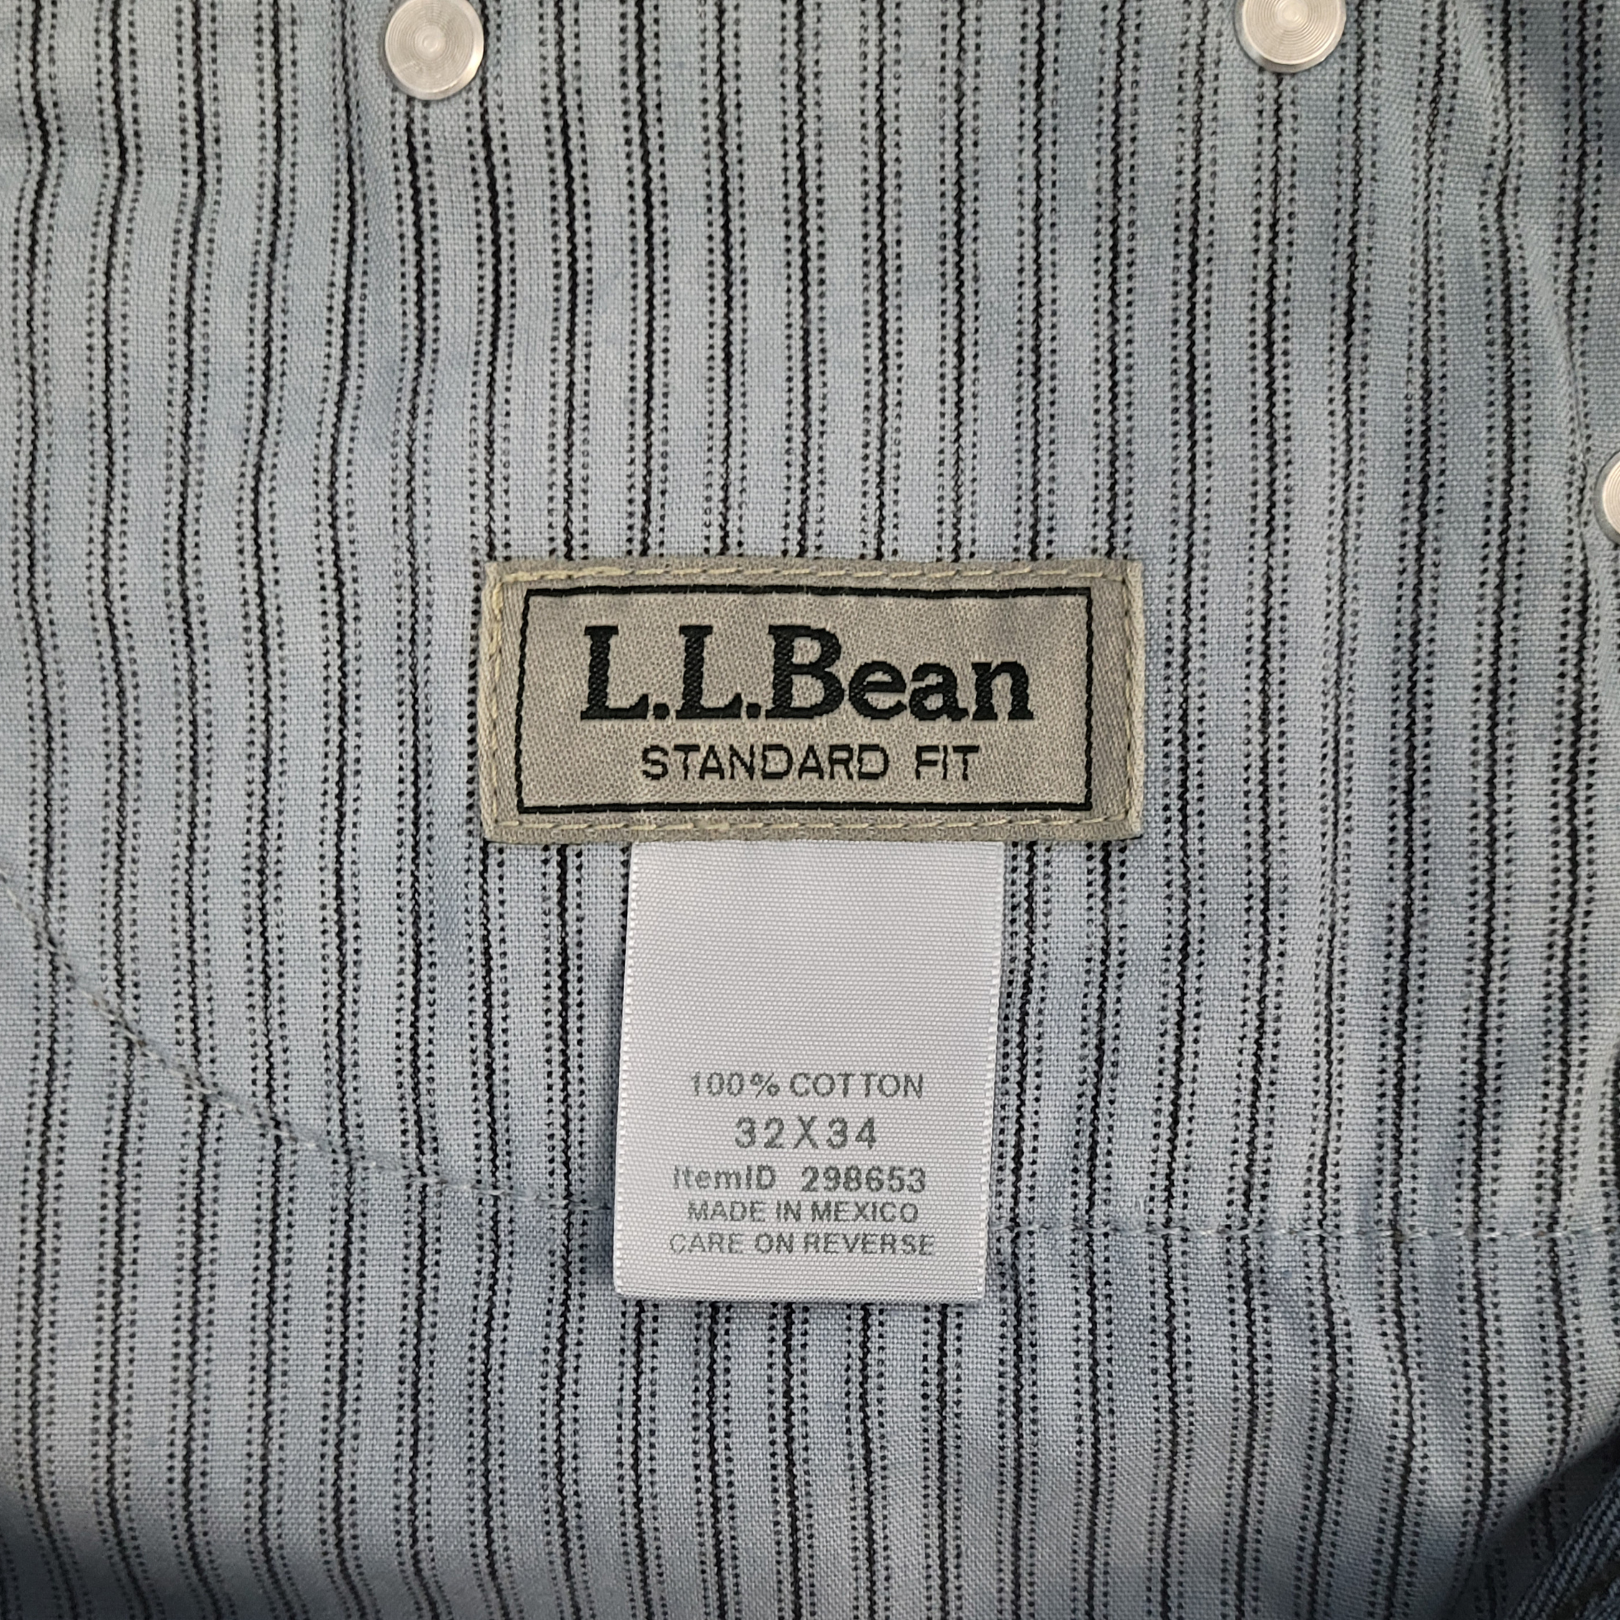 L.L.Bean
STANDARD FIT
100% COTTON
32X34
ItemID 298653
MADE IN MEXICO
CARE ON REVERSE